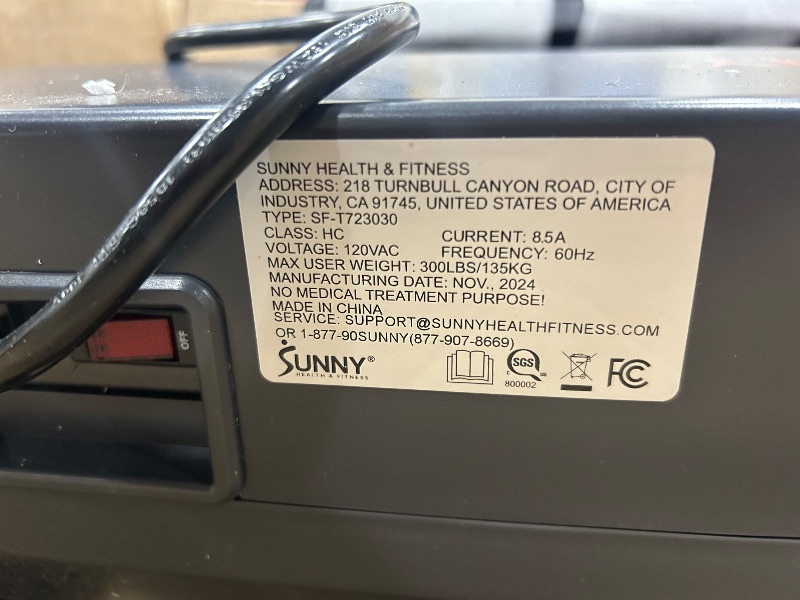 SUNNY HEALTH & FITNESS
ADDRESS: 218 TURNBULL CANYON ROAD, CITY OF
INDUSTRY, CA 91745, UNITED STATES OF AMERICA
TYPE: SF-T723030
CLASS: HC CURRENT: 8.5A
VOLTAGE: 120VAC FREQUENCY: 60Hz
MAX USER WEIGHT: 300LBS/135KG
MANUFACTURING DATE: NOV., 2024
NO MEDICAL TREATMENT PURPOSE!
MADE IN CHINA
SERVICE: SUPPORT@SUNNYHEALTHFITNESS.COM
OR 1-877-90SUNNY(877-907-8669)
SUNNY®
HEALTH & FITNESS
SGS
C US
800002
FC
OFF